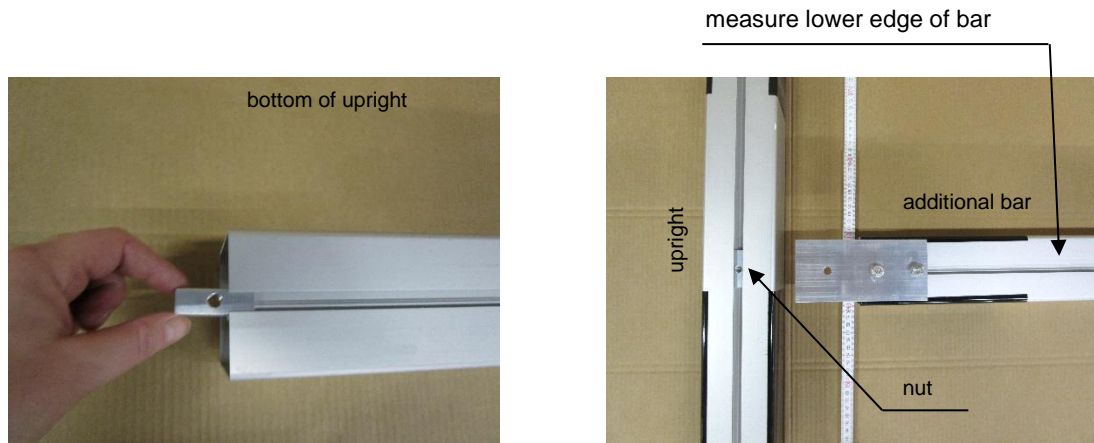 measure lower edge of bar
bottom of upright
upright
additional bar
nut